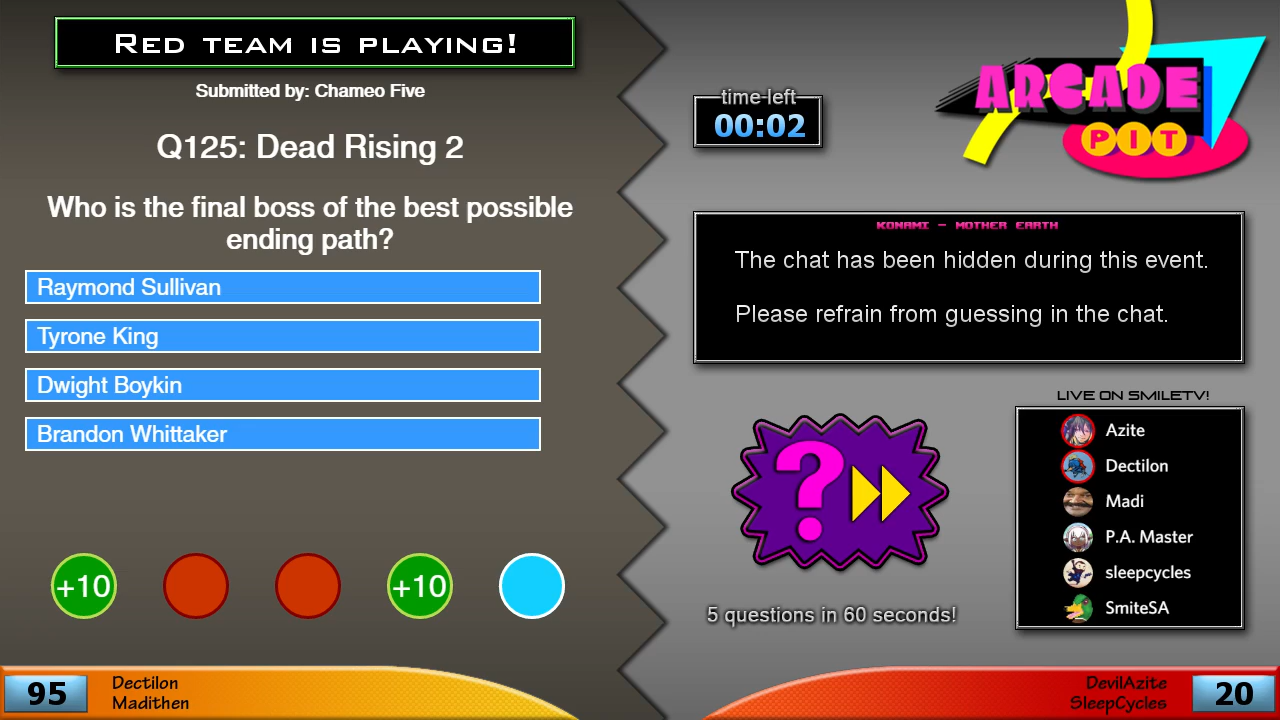 RED TEAM IS PLAYING!
Submitted by: Chameo Five
Q125: Dead Rising 2
Who is the final boss of the best possible
ending path?
Raymond Sullivan
Tyrone King
Dwight Boykin
Brandon Whittaker
+10
+10
95
Dectilon
Madithen
time left
00:02
ARCADE
PIT
KONAMI - MOTHER EARTH
The chat has been hidden during this event.
Please refrain from guessing in the chat.
?
5 questions in 60 seconds!
LIVE ON SMILETV!
Azite
Dectilon
Madi
P.A. Master
sleepcycles
SmiteSA
DevilAzite
SleepCycles
20